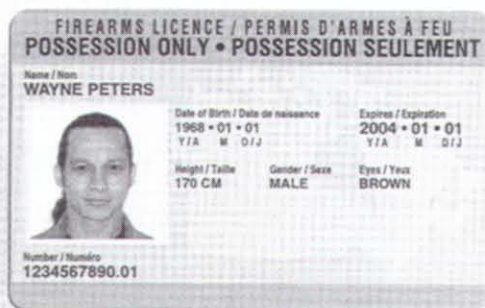 FIREARMS LICENCE / PERMIS D'ARMES À FEU
POSSESSION ONLY • POSSESSION SEULEMENT
Name / Nom
WAYNE PETERS
Date of Birth / Date de naissance
1968 • 01 • 01
Y/A M D/J
Expires / Expiration
2004 • 01 • 01
Y/A M D/J
Height / Taille
170 CM
Gender / Sexe
MALE
Eyes / Yeux
BROWN
Number / Numéro
1234567890.01